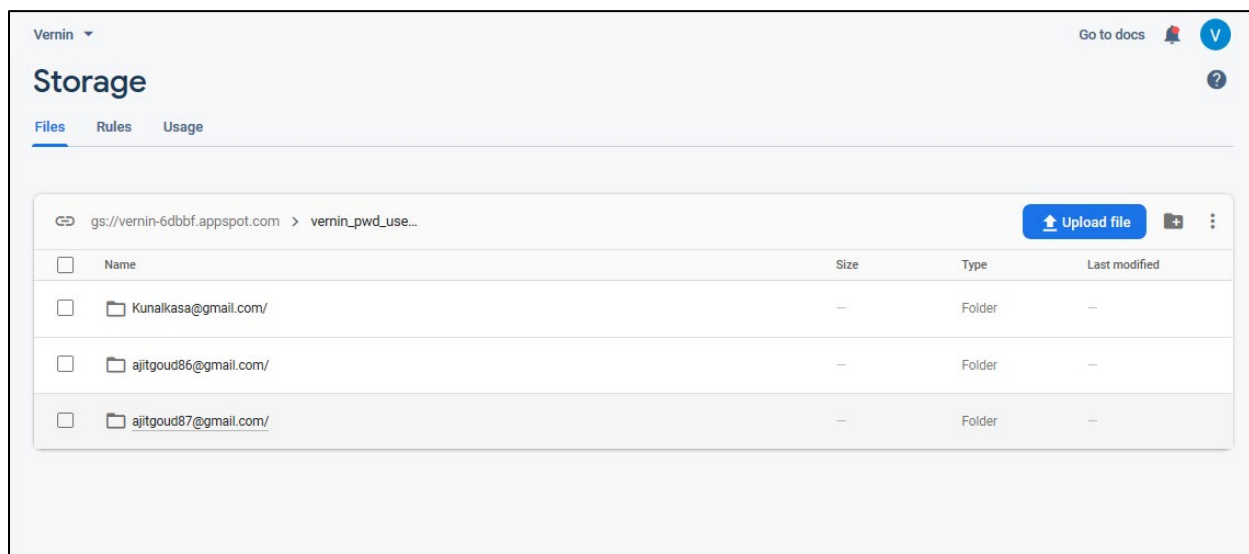 Vernin
Go to docs
V
Storage
?
Files Rules Usage
gs://vernin-6dbbf.appspot.com > vernin_pwd_use...
Upload file
Name Size Type Last modified
Kunalkasa@gmail.com/ — Folder —
ajitgoud86@gmail.com/ — Folder —
ajitgoud87@gmail.com/ — Folder —